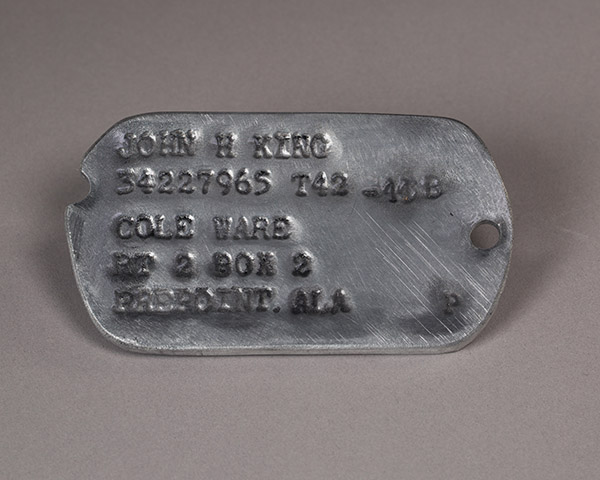 JOHN H KING
34227965 T42-43 B
COLE WARE
RT 2 BOX 2
ALA P